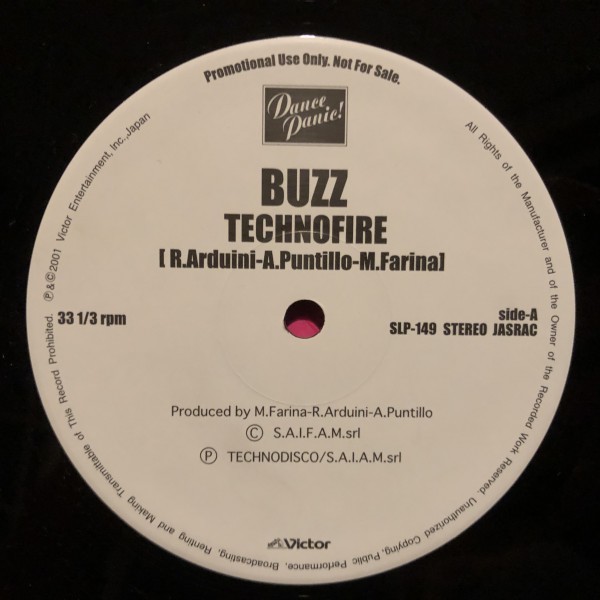 Promotional Use Only. Not For Sale.
Dance
Panic!
BUZZ
TECHNOFIRE
[ R.Arduini-A.Puntillo-M.Farina]
33 1/3 rpm
side-A
SLP-149 STEREO JASRAC
Produced by M.Farina-R.Arduini-A.Puntillo
Ⓒ S.A.I.F.A.M.srl
Ⓟ TECHNODISCO/S.A.I.A.M.srl
Victor
All Rights of the Manufacturer and of the Owner of the Recorded Work Reserved. Unauthorized Copying, Public Performance, Broadcasting, Renting and Making Transmittable of This Record Prohibited. Ⓟ&©2001 Victor Entertainment, Inc., Japan